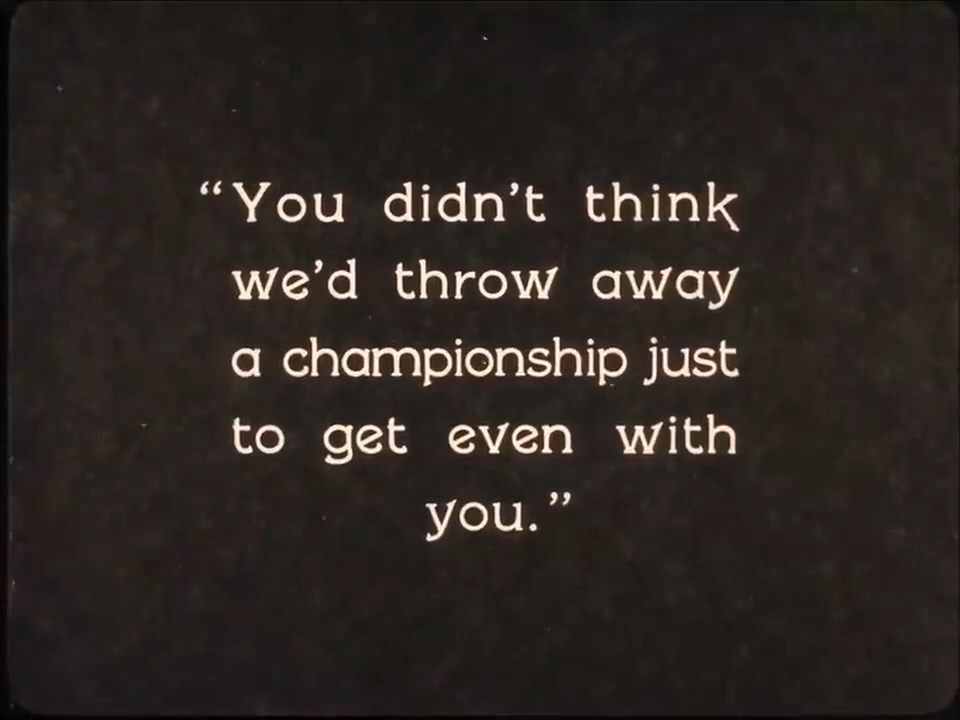 “You didn’t think
we’d throw away
a championship just
to get even with
you.”